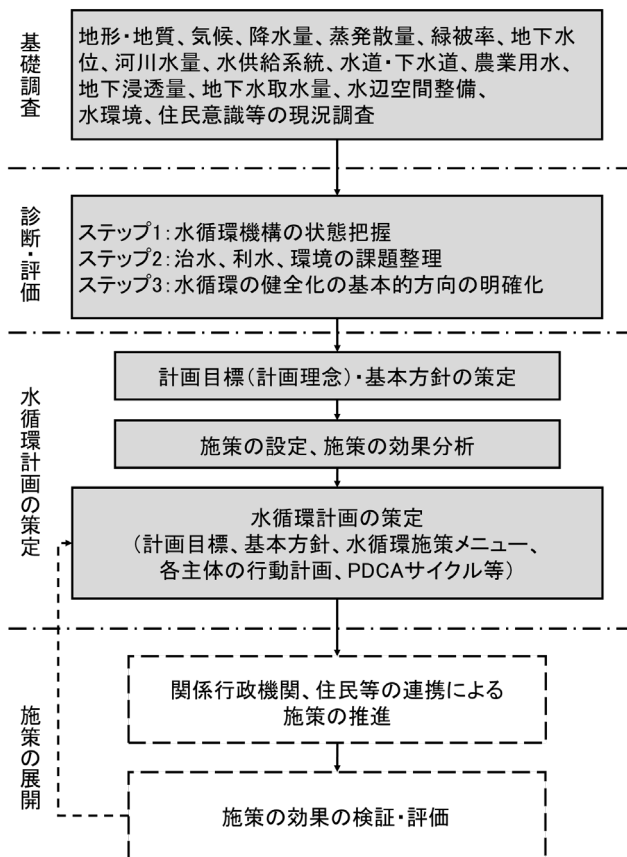 基礎調査
地形・地質、気候、降水量、蒸発散量、緑被率、地下水
位、河川水量、水供給系統、水道・下水道、農業用水、
地下浸透量、地下水取水量、水辺空間整備、
水環境、住民意識等の現況調査
診断・評価
ステップ1：水循環機構の状態把握
ステップ2：治水、利水、環境の課題整理
ステップ3：水循環の健全化の基本的方向の明確化
水循環計画の策定
計画目標（計画理念）・基本方針の策定
施策の設定、施策の効果分析
水循環計画の策定
（計画目標、基本方針、水循環施策メニュー、
各主体の行動計画、PDCAサイクル等）
施策の展開
関係行政機関、住民等の連携による
施策の推進
施策の効果の検証・評価